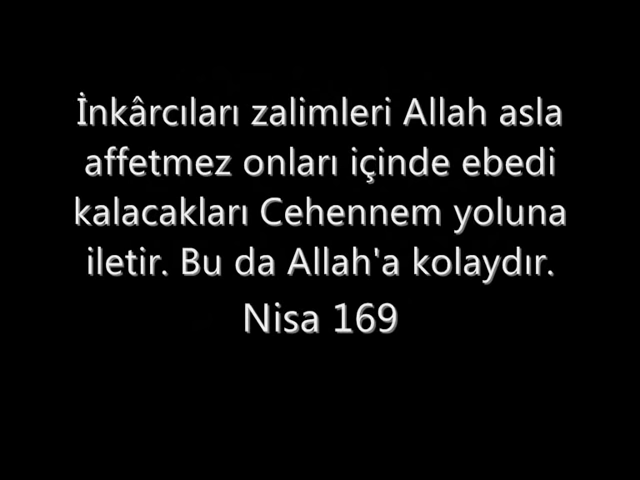 İnkârcıları zalimleri Allah asla
affetmez onları içinde ebedi
kalacakları Cehennem yoluna
iletir. Bu da Allah'a kolaydır.
Nisa 169